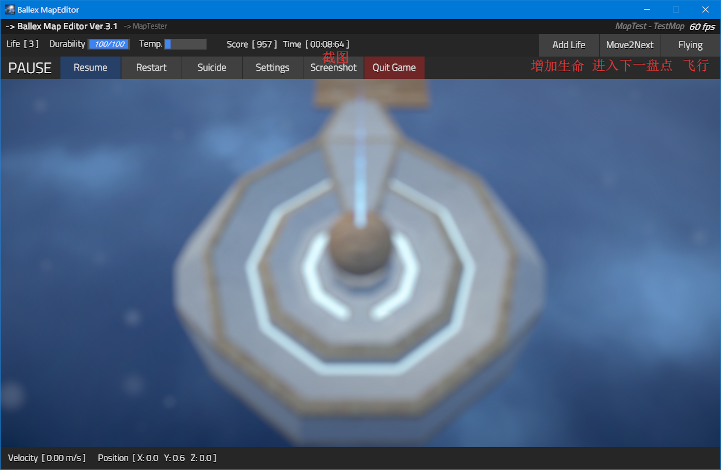 Ballex MapEditor
-> Ballex Map Editor Ver.3.1 -> MapTester MapTest - TestMap 60 fps
Life [ 3 ] Durability 100/100 Temp. Score [ 957 ] Time [ 00:08:64 ] Add Life Move2Next Flying
PAUSE Resume Restart Suicide Settings Screenshot Quit Game
截图
增加生命 进入下一盘点 飞行
Velocity [ 0.00 m/s ] Position [ X: 0.0 Y: 0.6 Z: 0.0 ]